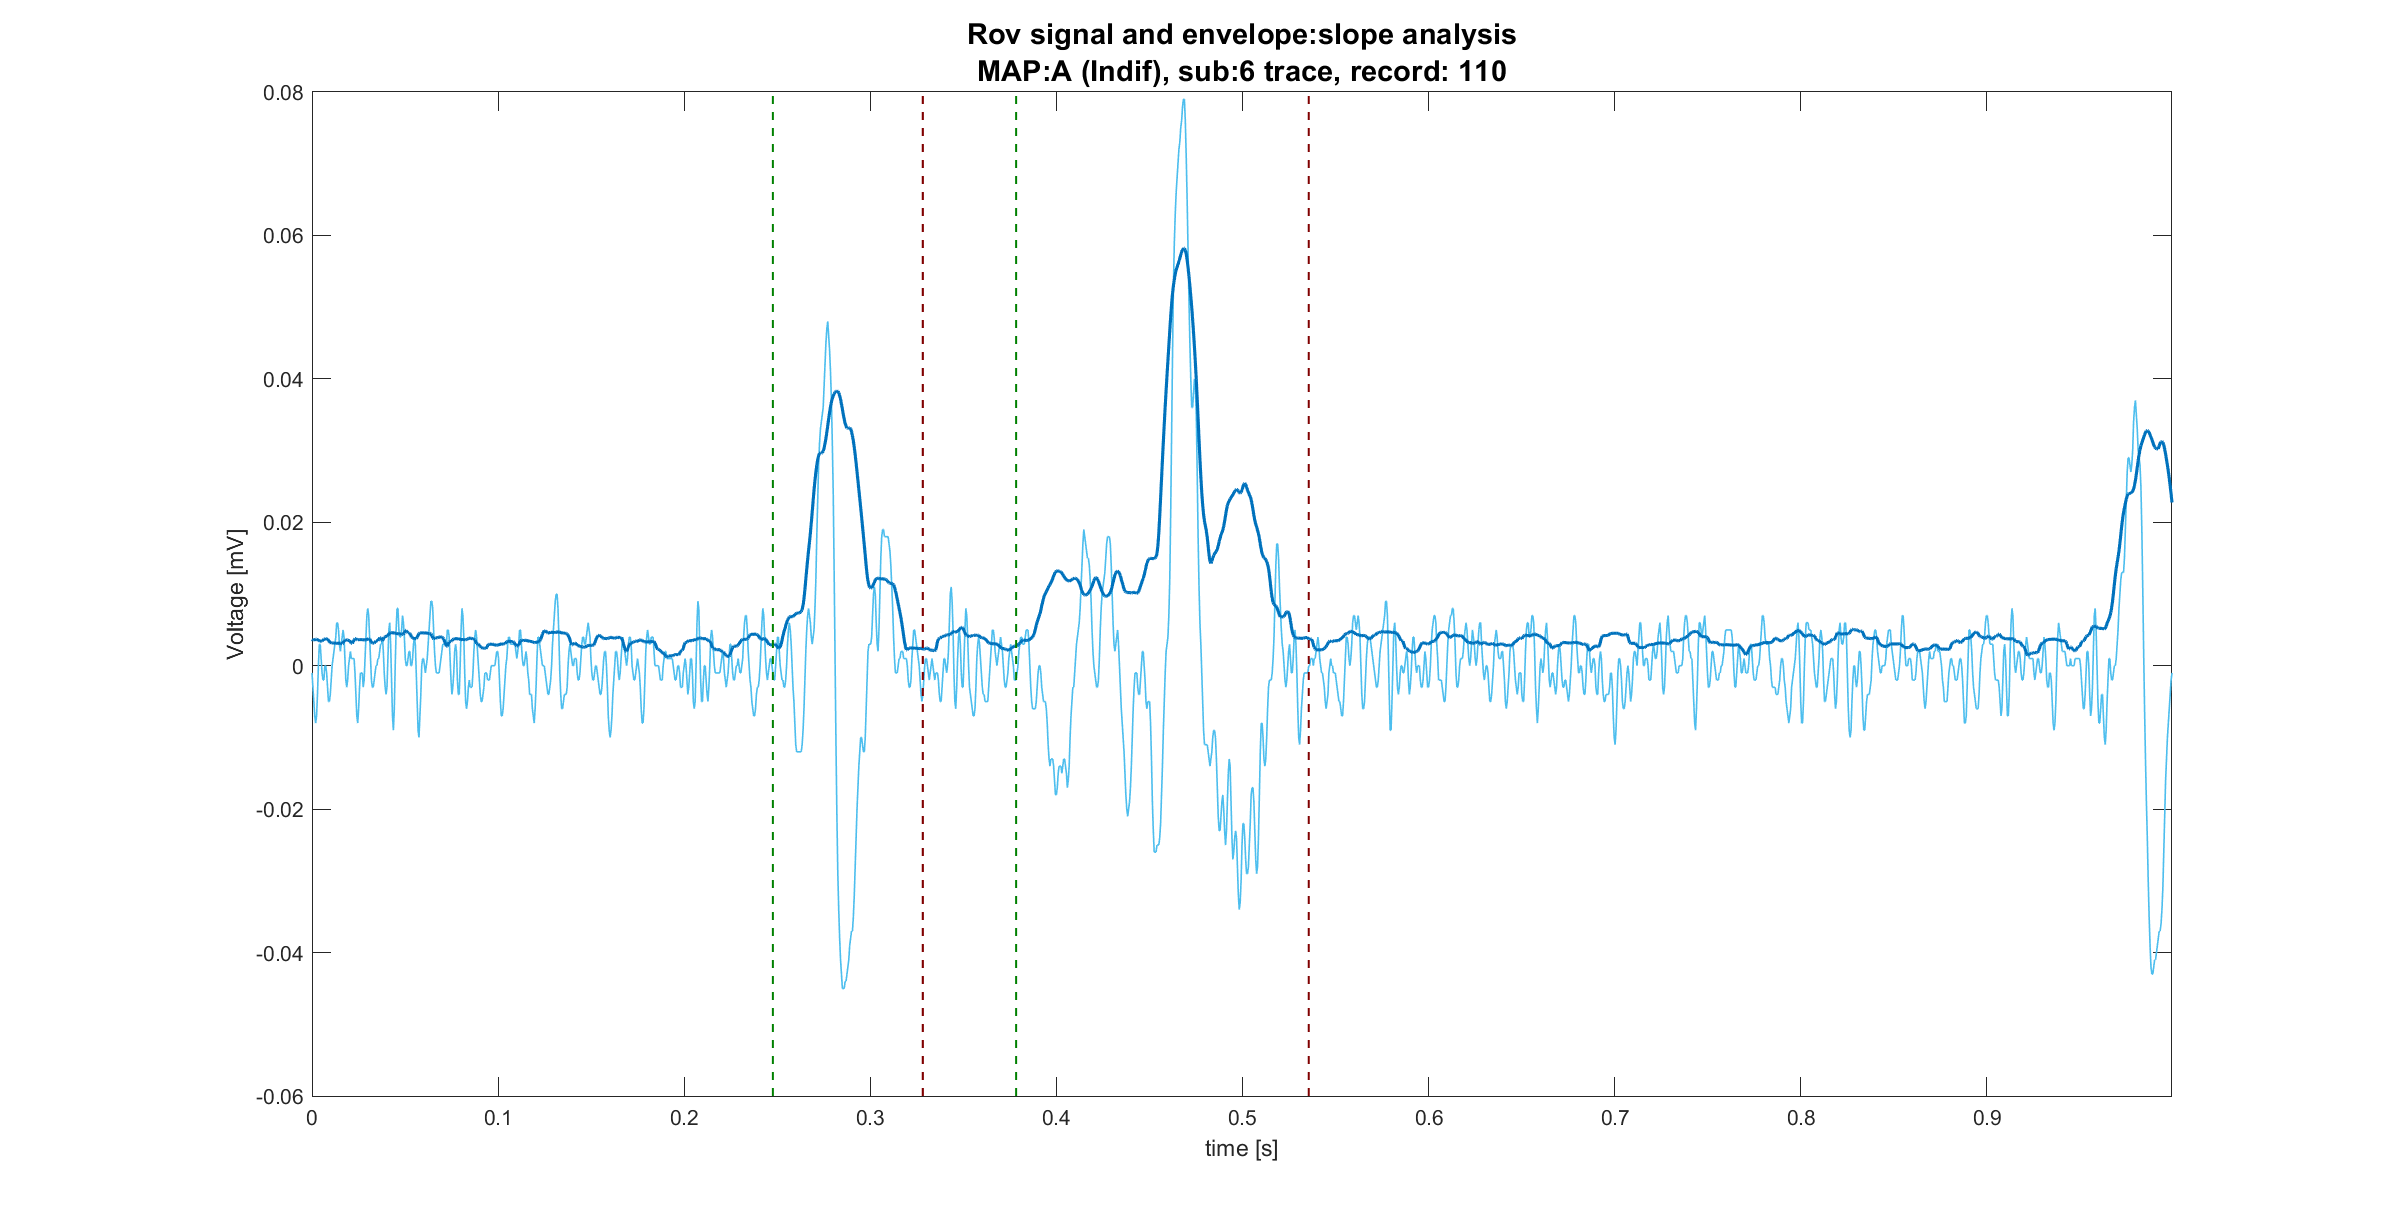 Rov signal and envelope:slope analysis
MAP:A (Indif), sub:6 trace, record: 110
0.08
0.06
0.04
0.02
0
-0.02
-0.04
-0.06
Voltage [mV]
0 0.1 0.2 0.3 0.4 0.5 0.6 0.7 0.8 0.9
time [s]